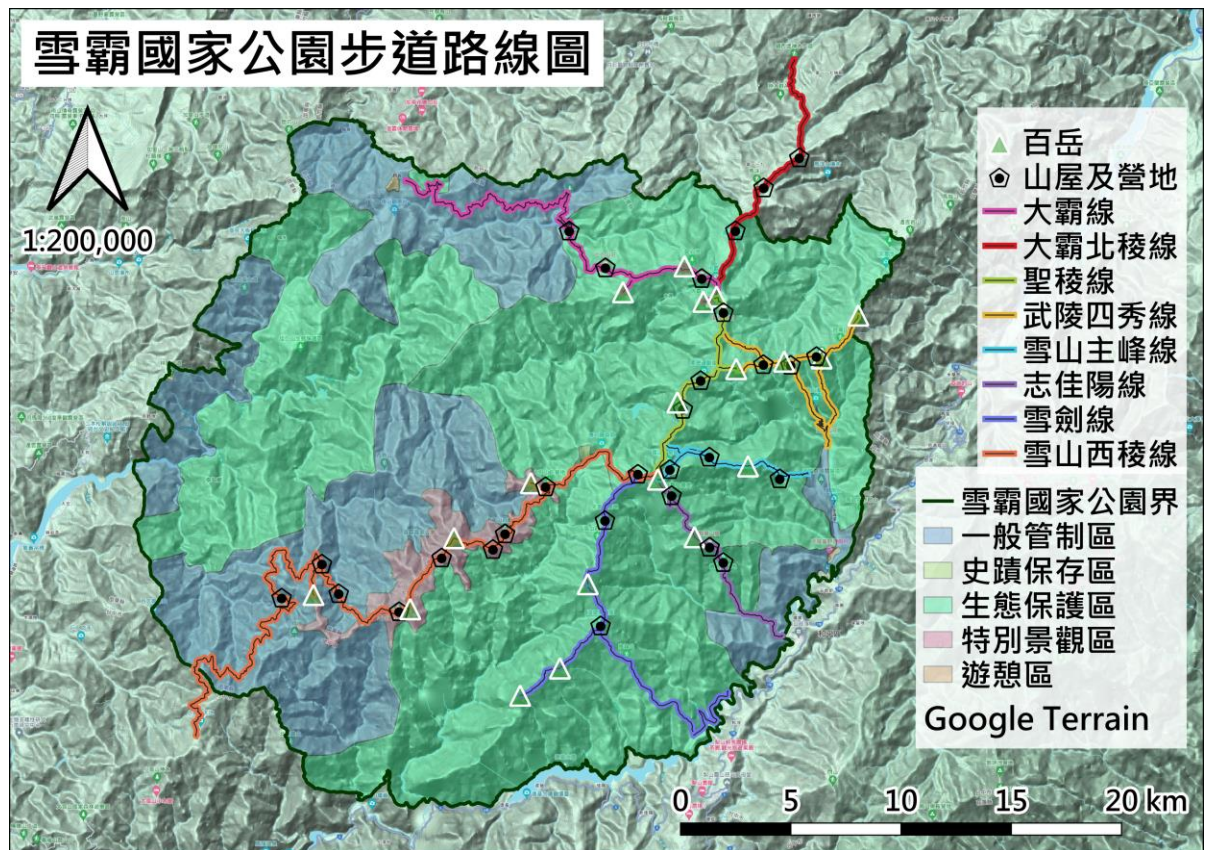 雪霸國家公園步道路線圖
1:200,000
百岳
山屋及營地
大霸線
大霸北稜線
聖稜線
武陵四秀線
雪山主峰線
志佳陽線
雪劍線
雪山西稜線
雪霸國家公園界
一般管制區
史蹟保存區
生態保護區
特別景觀區
遊憩區
Google Terrain
0 5 10 15 20 km